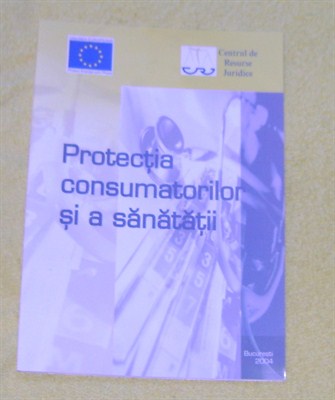 Centrul de
Resurse
Juridice
Protecția
consumatorilor
și a sănătății
București
2004